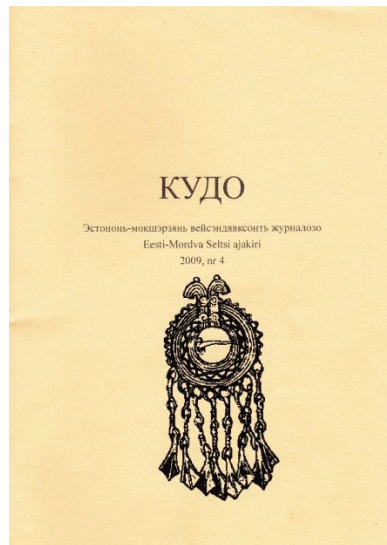 КУДО
Эстононь-мокшэрзянь вейсэндявксонть журналозо
Eesti-Mordva Seltsi ajakiri
2009, nr 4